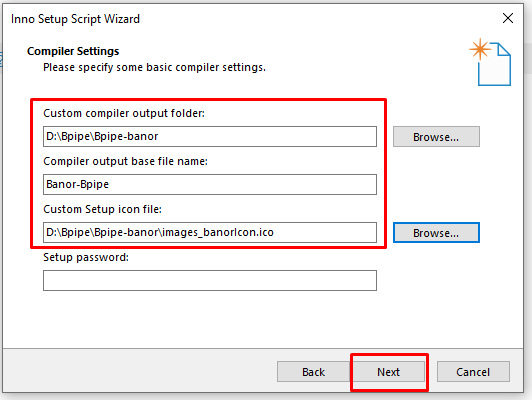 Inno Setup Script Wizard
Compiler Settings
Please specify some basic compiler settings.
Custom compiler output folder:
D:\Bpipe\Bpipe-banor
Browse...
Compiler output base file name:
Banor-Bpipe
Custom Setup icon file:
D:\Bpipe\Bpipe-banor\images_banorIcon.ico
Browse...
Setup password:
Back
Next
Cancel